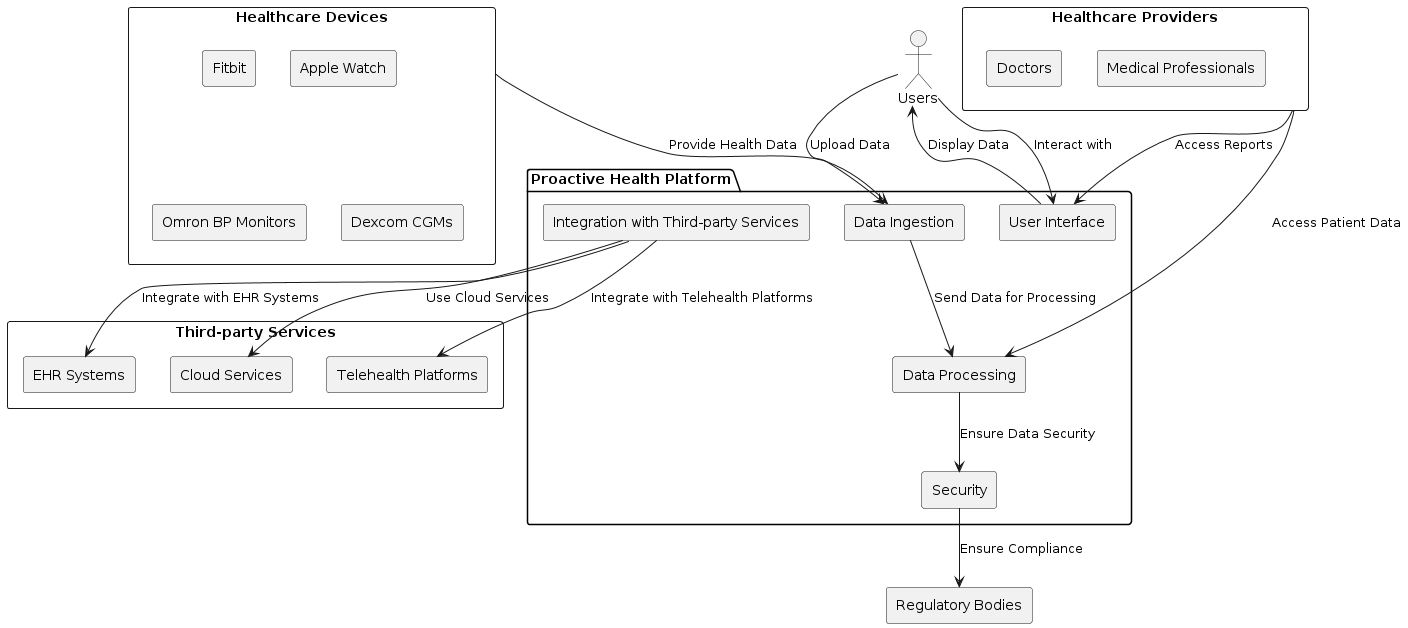 Healthcare Devices
Healthcare Providers
Fitbit
Apple Watch
Doctors
Medical Professionals
Users
Provide Health Data
Upload Data
Display Data
Interact with
Access Reports
Proactive Health Platform
Omron BP Monitors
Dexcom CGMs
Integration with Third-party Services
Data Ingestion
User Interface
Access Patient Data
Integrate with EHR Systems
Use Cloud Services
Integrate with Telehealth Platforms
Send Data for Processing
Third-party Services
EHR Systems
Cloud Services
Telehealth Platforms
Data Processing
Ensure Data Security
Security
Ensure Compliance
Regulatory Bodies